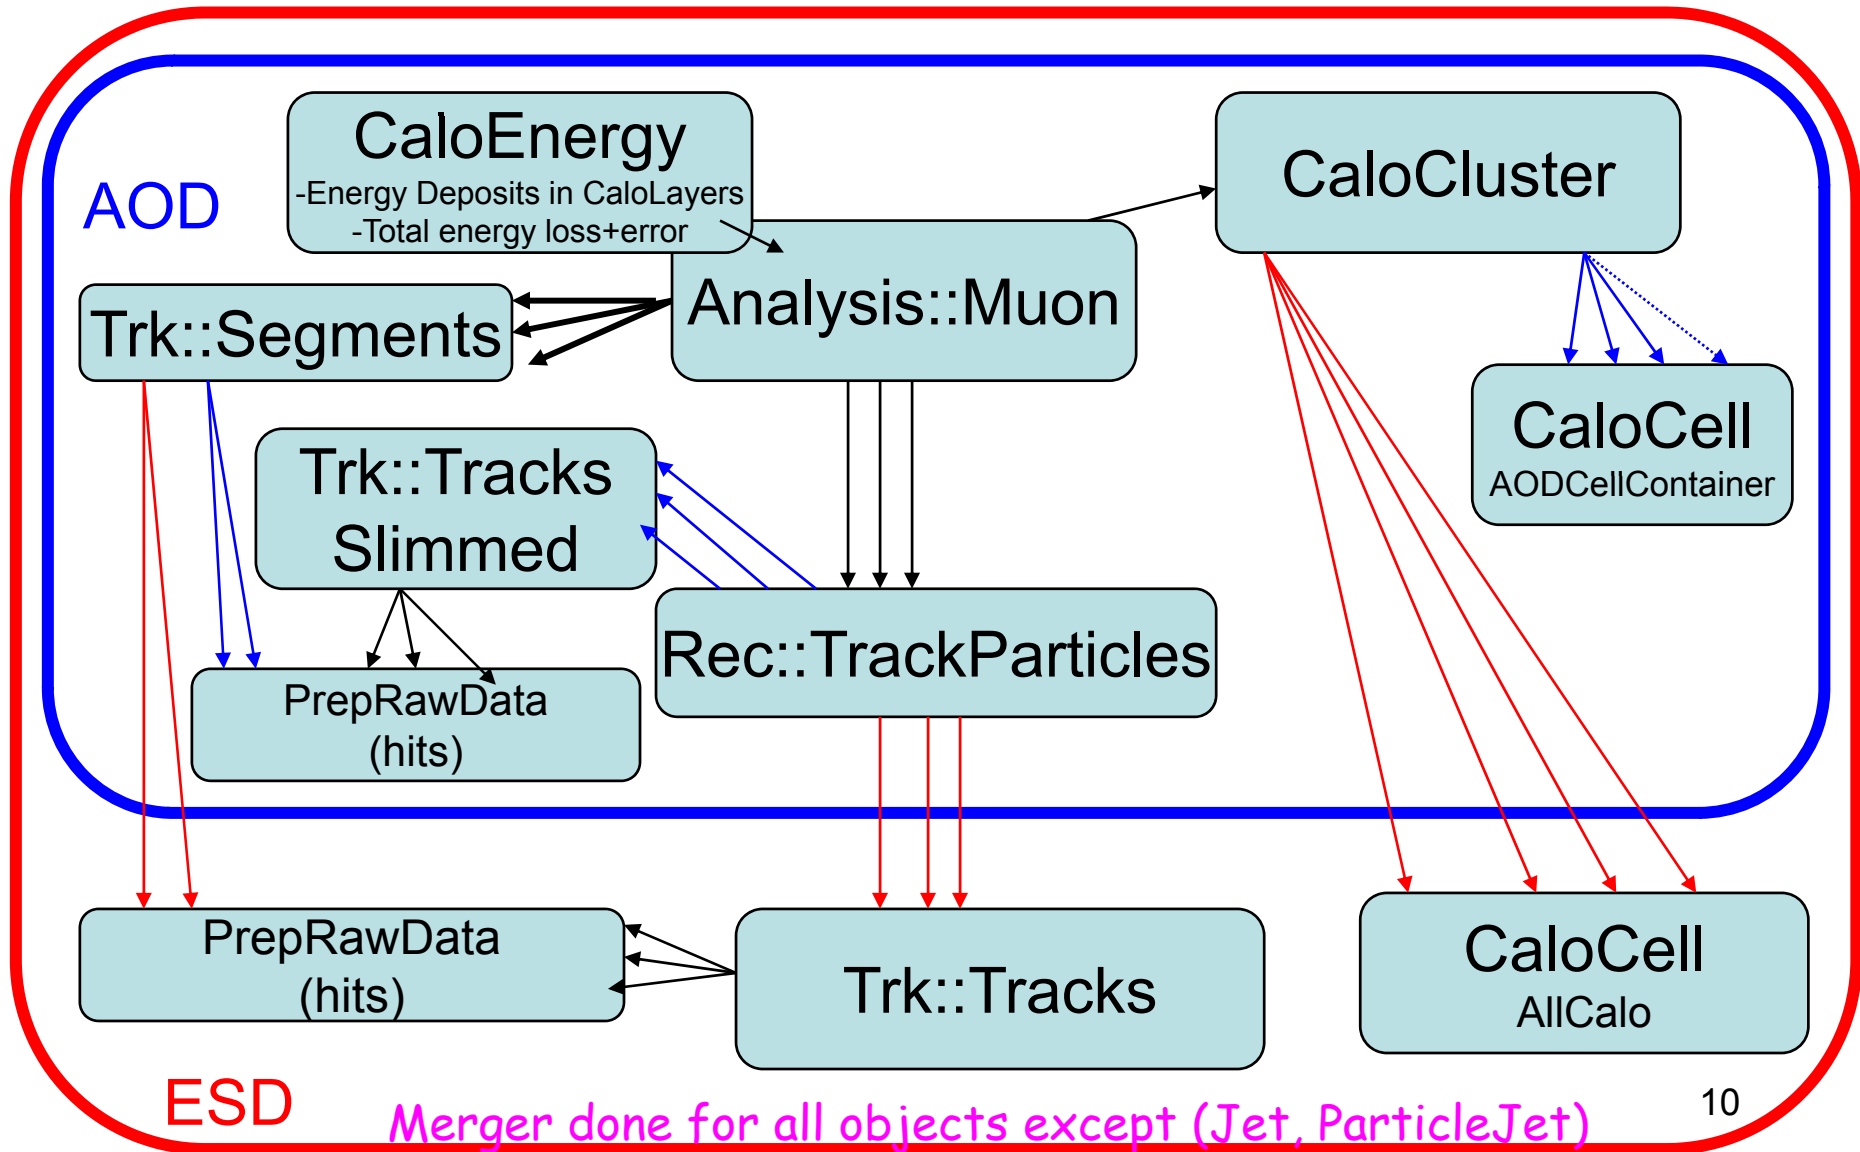 CaloEnergy
-Energy Deposits in CaloLayers
-Total energy loss+error
CaloCluster
AOD
Analysis::Muon
Trk::Segments
CaloCell
AODCellContainer
Trk::Tracks
Slimmed
Rec::TrackParticles
PrepRawData
(hits)
PrepRawData
(hits)
Trk::Tracks
CaloCell
AllCalo
ESD
Merger done for all objects except (Jet, ParticleJet)
10